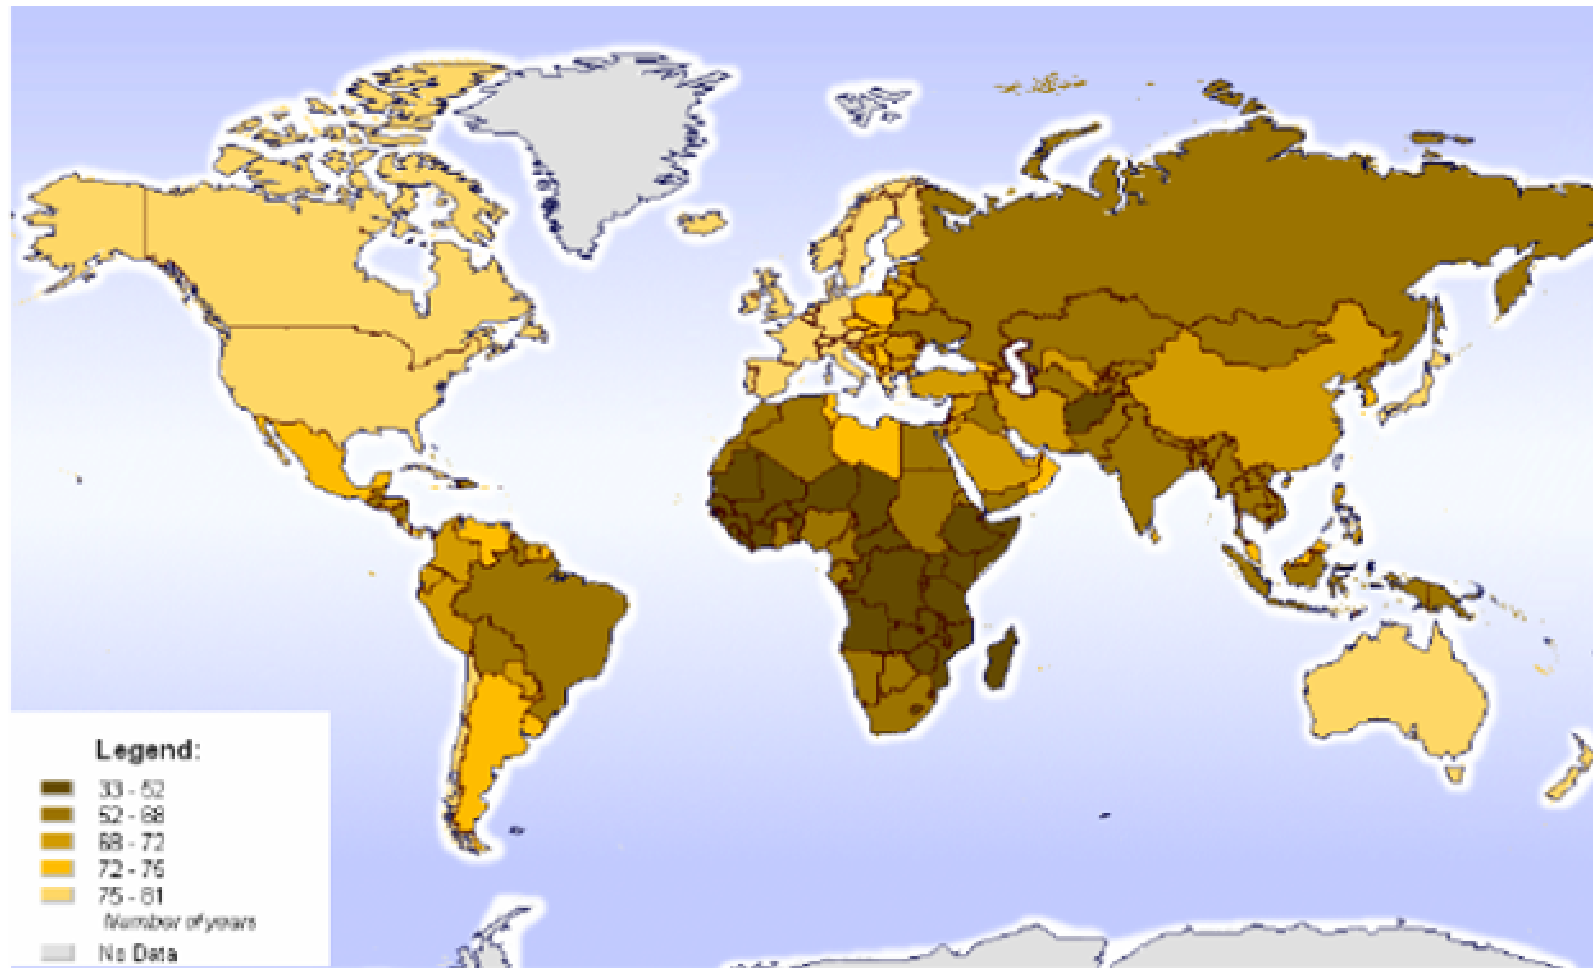 Legend:
33 - 52
52 - 68
68 - 72
72 - 75
75 - 81
Number of years
No Data